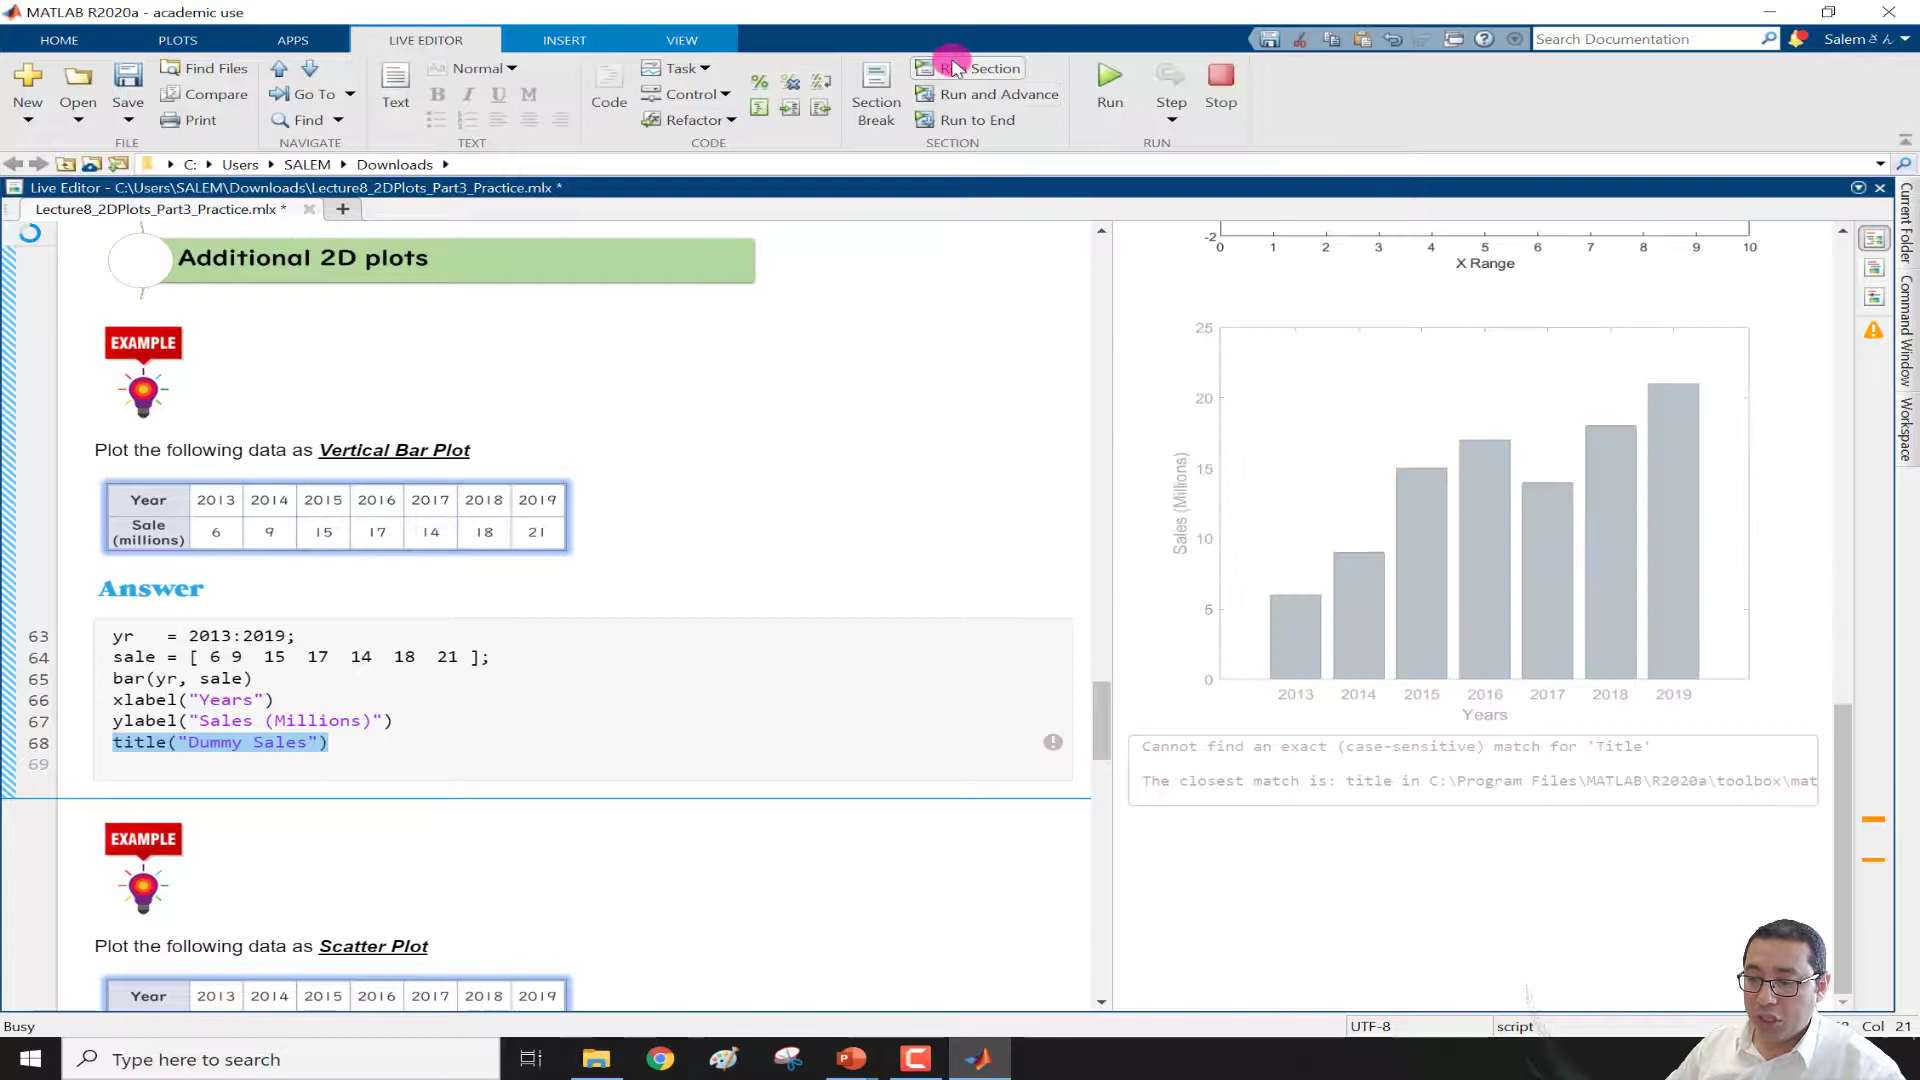 MATLAB R2020a - academic use
HOME PLOTS APPS LIVE EDITOR INSERT VIEW
Search Documentation
Salemさん
New
Open
Save
Find Files
Compare
Print
FILE
Go To
Find
NAVIGATE
Text
Normal
B I U M
TEXT
Code
Task
Control
Refactor
CODE
Section
Break
Section
Run and Advance
Run to End
SECTION
Run
Step
Stop
RUN
C: Users SALEM Downloads
Live Editor - C:\Users\SALEM\Downloads\Lecture8_2DPlots_Part3_Practice.mlx *
Lecture8_2DPlots_Part3_Practice.mlx *
Additional 2D plots
EXAMPLE
Plot the following data as Vertical Bar Plot
Year 2013 2014 2015 2016 2017 2018 2019
Sale
(millions) 6 9 15 17 14 18 21
Answer
63 yr = 2013:2019;
64 sale = [ 6 9 15 17 14 18 21 ];
65 bar(yr, sale)
66 xlabel("Years")
67 ylabel("Sales (Millions)")
68 title("Dummy Sales")
69
EXAMPLE
Plot the following data as Scatter Plot
Year 2013 2014 2015 2016 2017 2018 2019
-2
0 1 2 3 4 5 6 7 8 9 10
X Range
25
20
15
10
5
0
Sales (Millions)
2013 2014 2015 2016 2017 2018 2019
Years
Cannot find an exact (case-sensitive) match for 'Title'
The closest match is: title in C:\Program Files\MATLAB\R2020a\toolbox\mat
Current Folder
Command Window
Workspace
Busy
UTF-8
script
Col 21
Type here to search